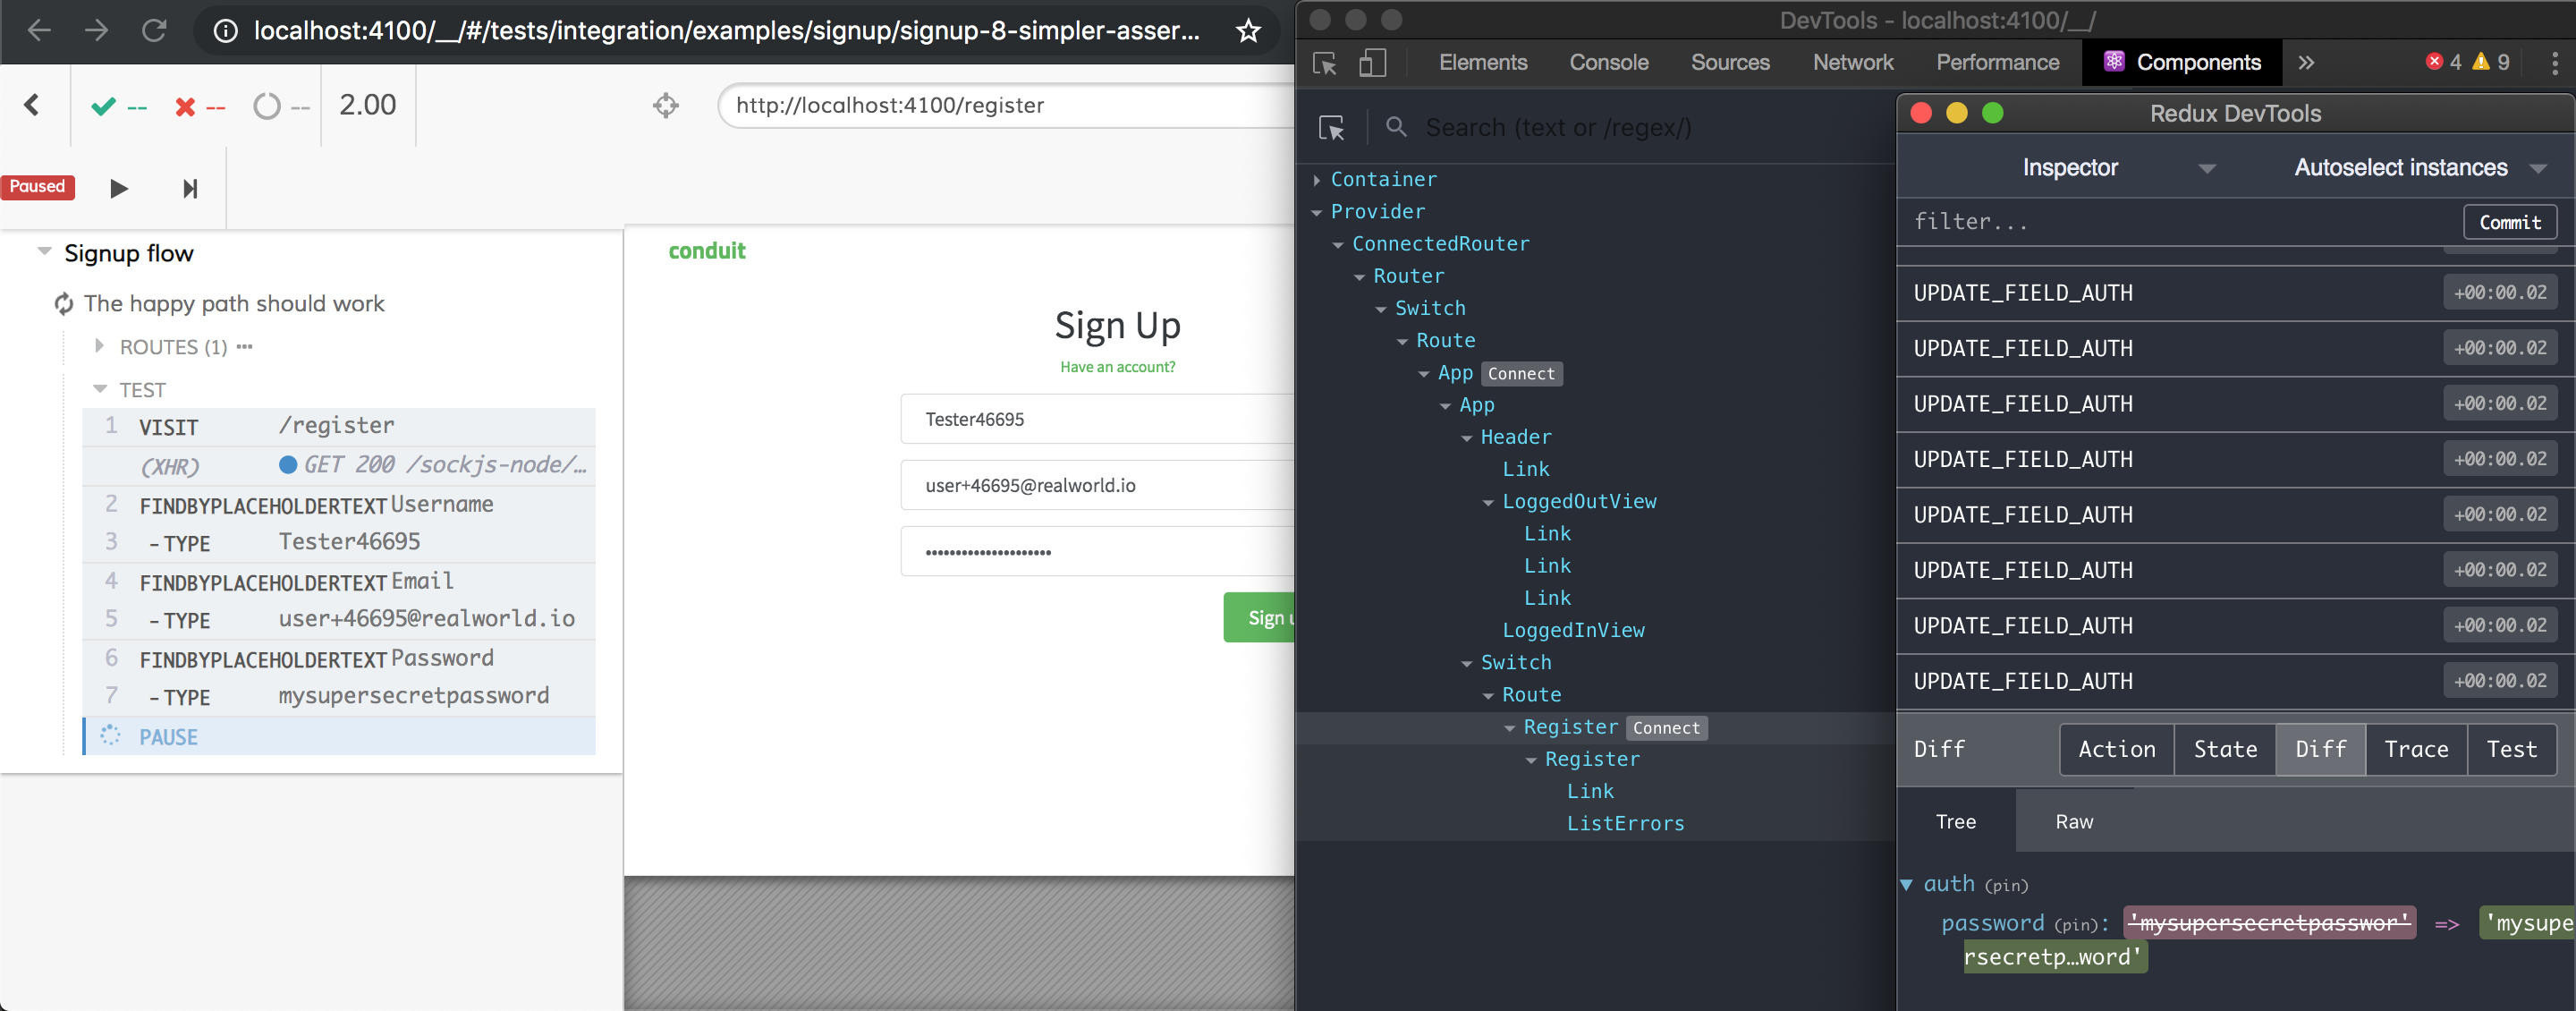 localhost:4100/__/#/tests/integration/examples/signup/signup-8-simpler-asser...
-- -- -- 2.00
http://localhost:4100/register
Paused
Signup flow
The happy path should work
ROUTES (1) •••
TEST
1 VISIT /register
(XHR) GET 200 /sockjs-node/…
2 FINDBYPLACEHOLDERTEXT Username
3 -TYPE Tester46695
4 FINDBYPLACEHOLDERTEXT Email
5 -TYPE user+46695@realworld.io
6 FINDBYPLACEHOLDERTEXT Password
7 -TYPE mysupersecretpassword
PAUSE
conduit
Sign Up
Have an account?
Tester46695
user+46695@realworld.io
•••••••••••••••••••••
Sign u
DevTools - localhost:4100/__/
Elements Console Sources Network Performance Components » 4 9
Search (text or /regex/)
Container
Provider
ConnectedRouter
Router
Switch
Route
App Connect
App
Header
Link
LoggedOutView
Link
Link
Link
LoggedInView
Switch
Route
Register Connect
Register
Link
ListErrors
Redux DevTools
Inspector Autoselect instances
filter... Commit
UPDATE_FIELD_AUTH +00:00.02
UPDATE_FIELD_AUTH +00:00.02
UPDATE_FIELD_AUTH +00:00.02
UPDATE_FIELD_AUTH +00:00.02
UPDATE_FIELD_AUTH +00:00.02
UPDATE_FIELD_AUTH +00:00.02
UPDATE_FIELD_AUTH +00:00.02
UPDATE_FIELD_AUTH +00:00.02
Diff Action State Diff Trace Test
Tree Raw
auth (pin)
password (pin): 'mysupersecretpasswor' => 'mysupe
rsecretp…word'